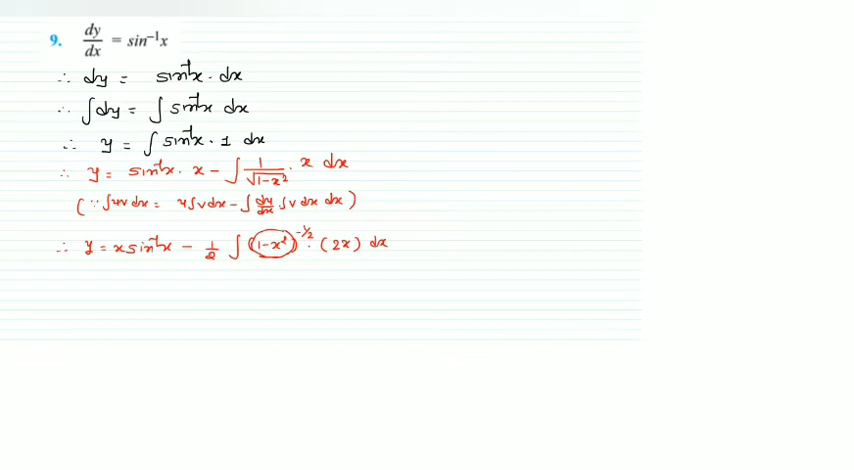 9. dy/dx = sin⁻¹x
∴ dy = sin⁻¹x · dx
∴ ∫dy = ∫ sin⁻¹x dx
∴ y = ∫ sin⁻¹x · 1 dx
∴ y = sin⁻¹x · x − ∫ 1/√(1−x²) · x dx
(∵ ∫uv dx = u∫v dx − ∫ du/dx ∫v dx dx)
∴ y = x sin⁻¹x − 1/2 ∫ (1−x²)^(−1/2) · (2x) dx